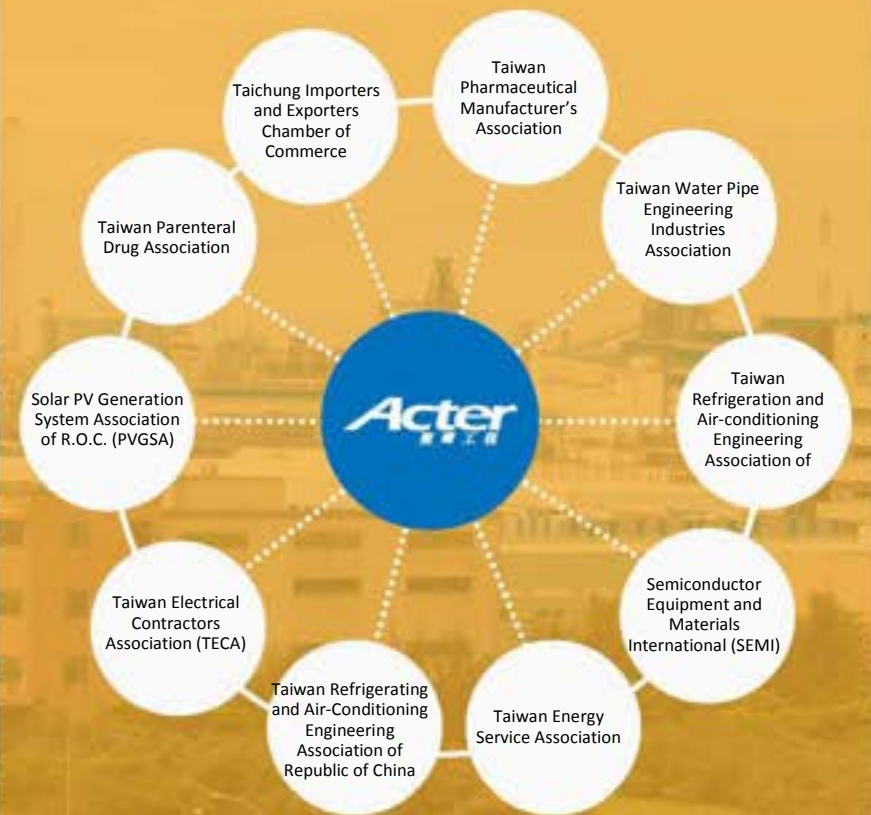 Taiwan
Pharmaceutical
Manufacturer's
Association
Taichung Importers
and Exporters
Chamber of
Commerce
Taiwan Water Pipe
Engineering
Industries
Association
Taiwan Parenteral
Drug Association
Taiwan
Refrigeration and
Air-conditioning
Engineering
Association of
Solar PV Generation
System Association
of R.O.C. (PVGSA)
Acter
Semiconductor
Equipment and
Materials
International (SEMI)
Taiwan Electrical
Contractors
Association (TECA)
Taiwan Energy
Service Association
Taiwan Refrigerating
and Air-Conditioning
Engineering
Association of
Republic of China